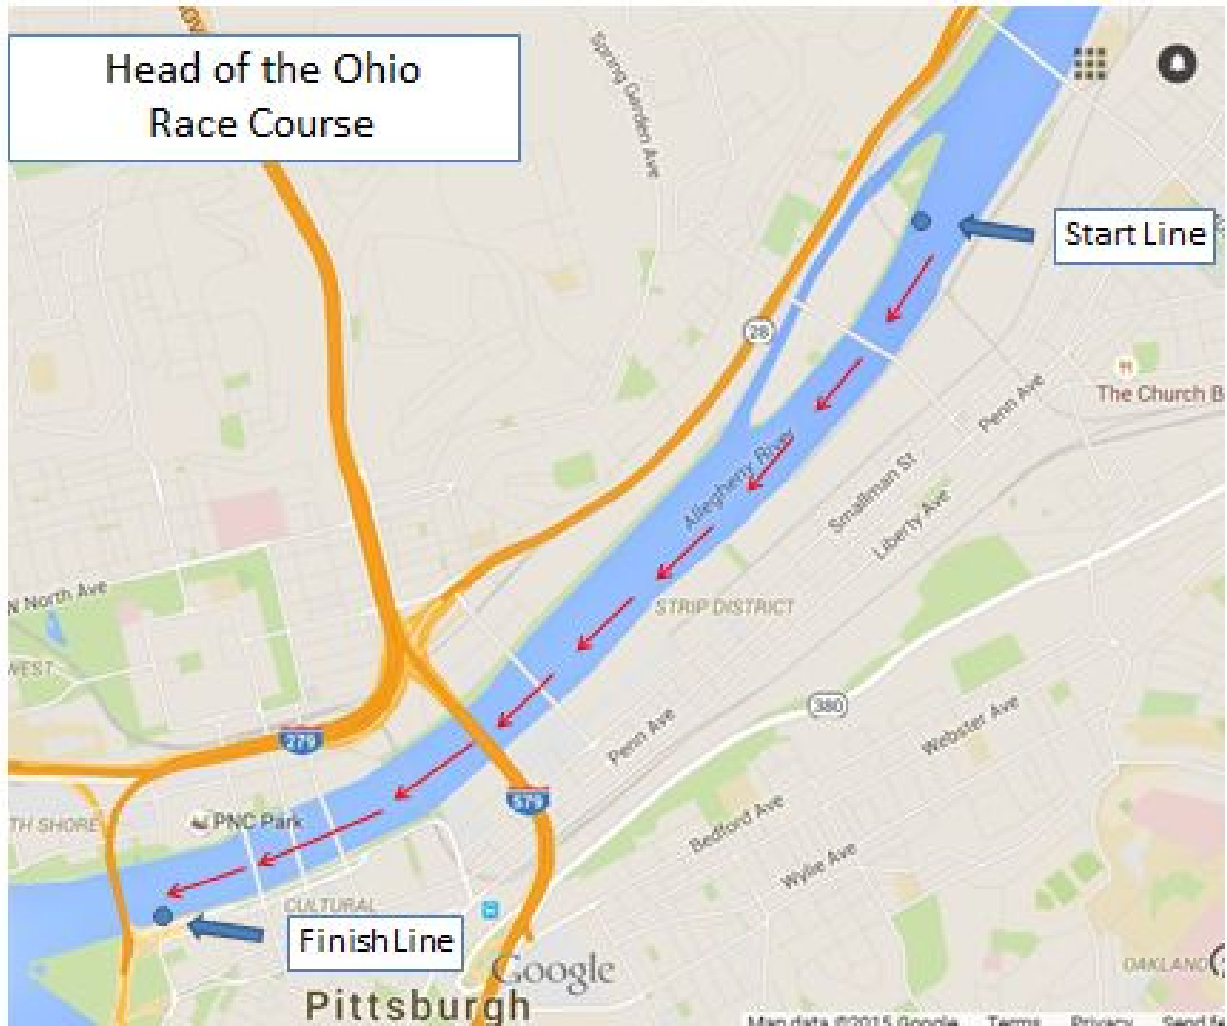 Head of the Ohio
Race Course
Spring Garden Ave
Start Line
28
The Church B
Penn Ave
Allegheny River
Smallman St
Liberty Ave
W North Ave
STRIP DISTRICT
WEST
380
279
Penn Ave
Webster Ave
579
PNC Park
TH SHORE
Bedford Ave
Wylie Ave
CULTURAL
Finish Line
Google
OAKLAND
Pittsburgh
Map data ©2015 Google Terms Privacy Send fe